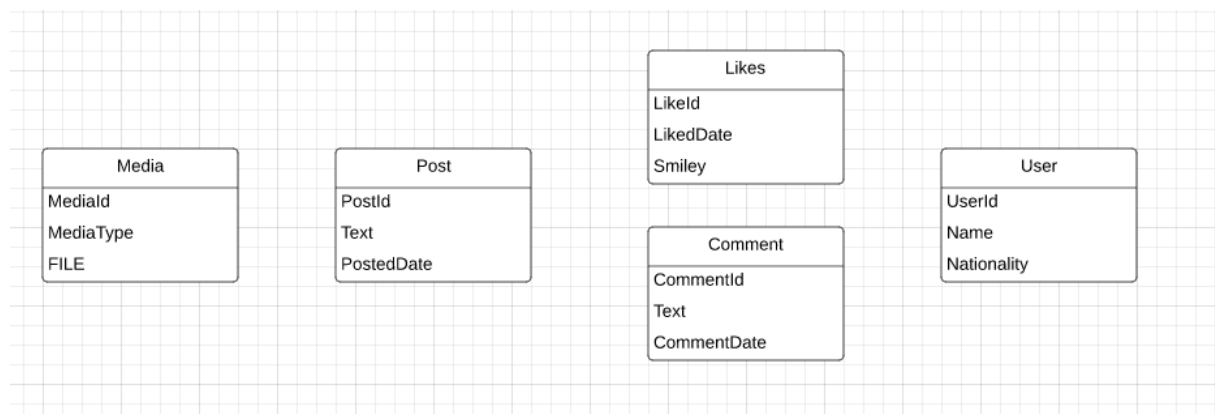 Media
MediaId
MediaType
FILE
Post
PostId
Text
PostedDate
Likes
LikeId
LikedDate
Smiley
Comment
CommentId
Text
CommentDate
User
UserId
Name
Nationality